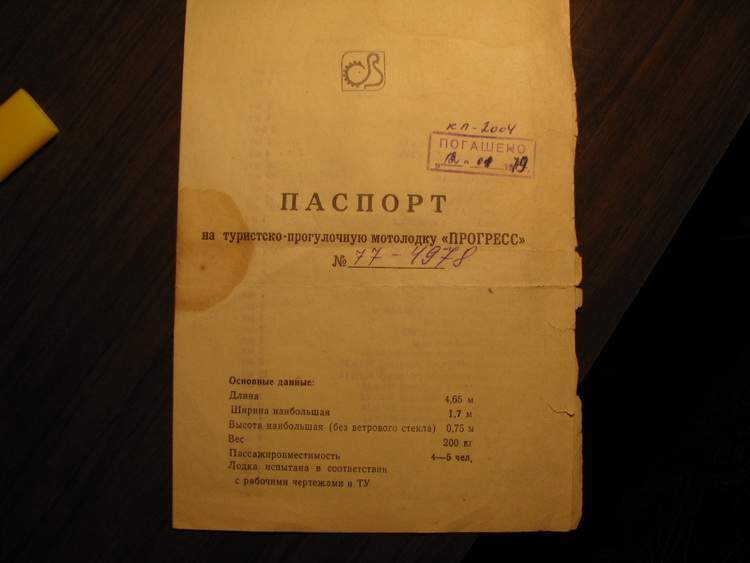 КЛ-2004
ПОГАШЕНО
"12" 01 1979
ПАСПОРТ
на туристско-прогулочную мотолодку «ПРОГРЕСС»
№ 77-4978
Основные данные:
Длина 4,65 м
Ширина наибольшая 1,7 м
Высота наибольшая (без ветрового стекла) 0,75 м
Вес 200 кг
Пассажировместимость 4—5 чел.
Лодка испытана в соответствии
с рабочими чертежами и ТУ